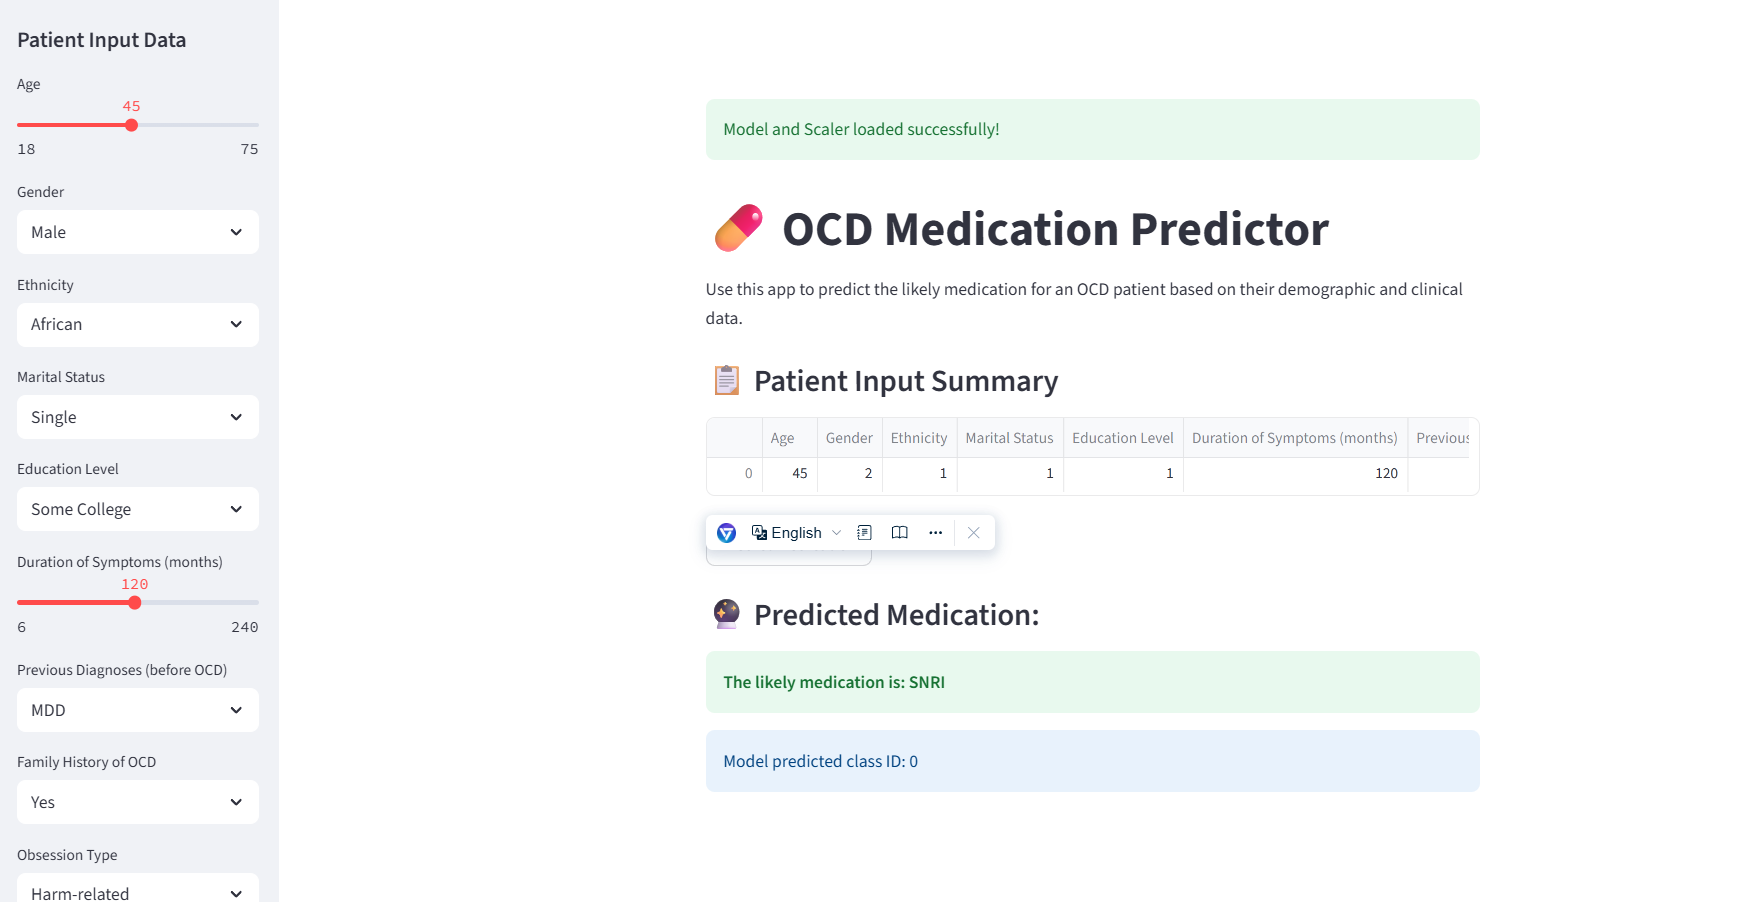 Patient Input Data
Age
45
18 75
Gender
Male
Ethnicity
African
Marital Status
Single
Education Level
Some College
Duration of Symptoms (months)
120
6 240
Previous Diagnoses (before OCD)
MDD
Family History of OCD
Yes
Obsession Type
Harm-related
Model and Scaler loaded successfully!
OCD Medication Predictor
Use this app to predict the likely medication for an OCD patient based on their demographic and clinical
data.
Patient Input Summary
Age Gender Ethnicity Marital Status Education Level Duration of Symptoms (months) Previous
0 45 2 1 1 1 120
English
Predicted Medication:
The likely medication is: SNRI
Model predicted class ID: 0